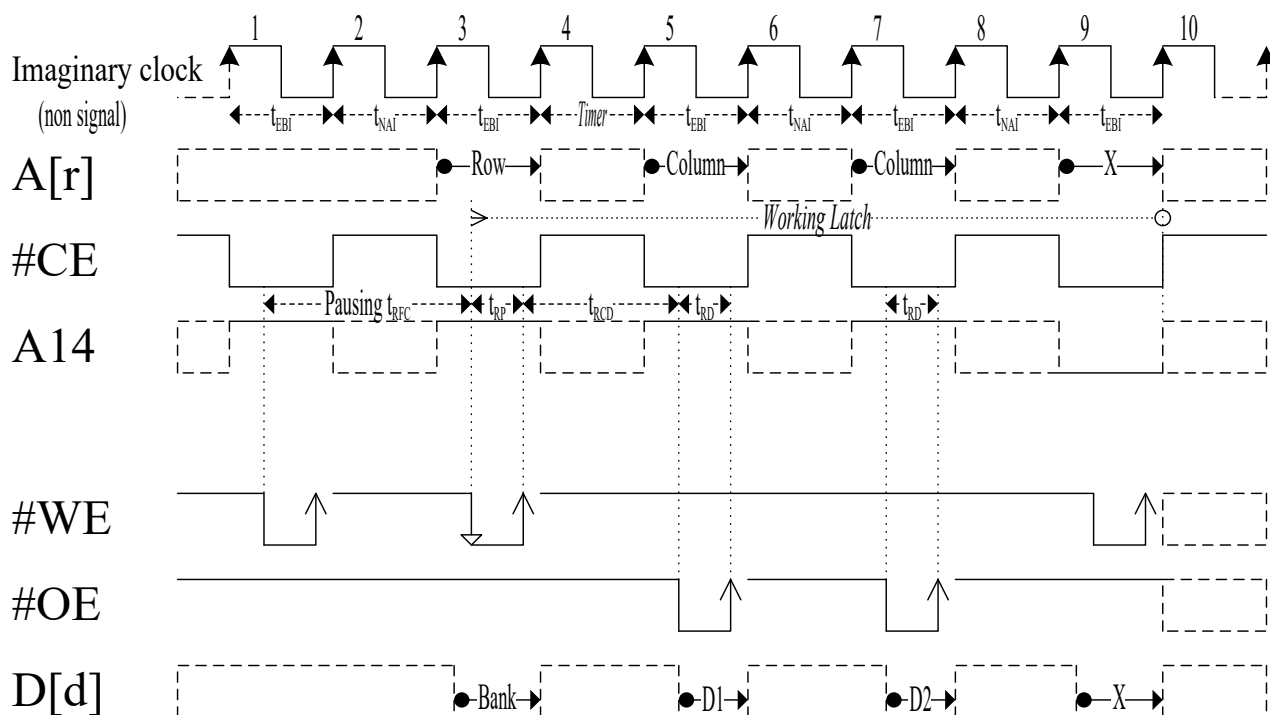 1 2 3 4 5 6 7 8 9 10
Imaginary clock
(non signal)
tEBI tNAI tEBI Timer tEBI tNAI tEBI tNAI tEBI
A[r] Row Column Column X
Working Latch
#CE
Pausing tRFC tRP tRCD tRD tRD
A14
#WE
#OE
D[d] Bank D1 D2 X